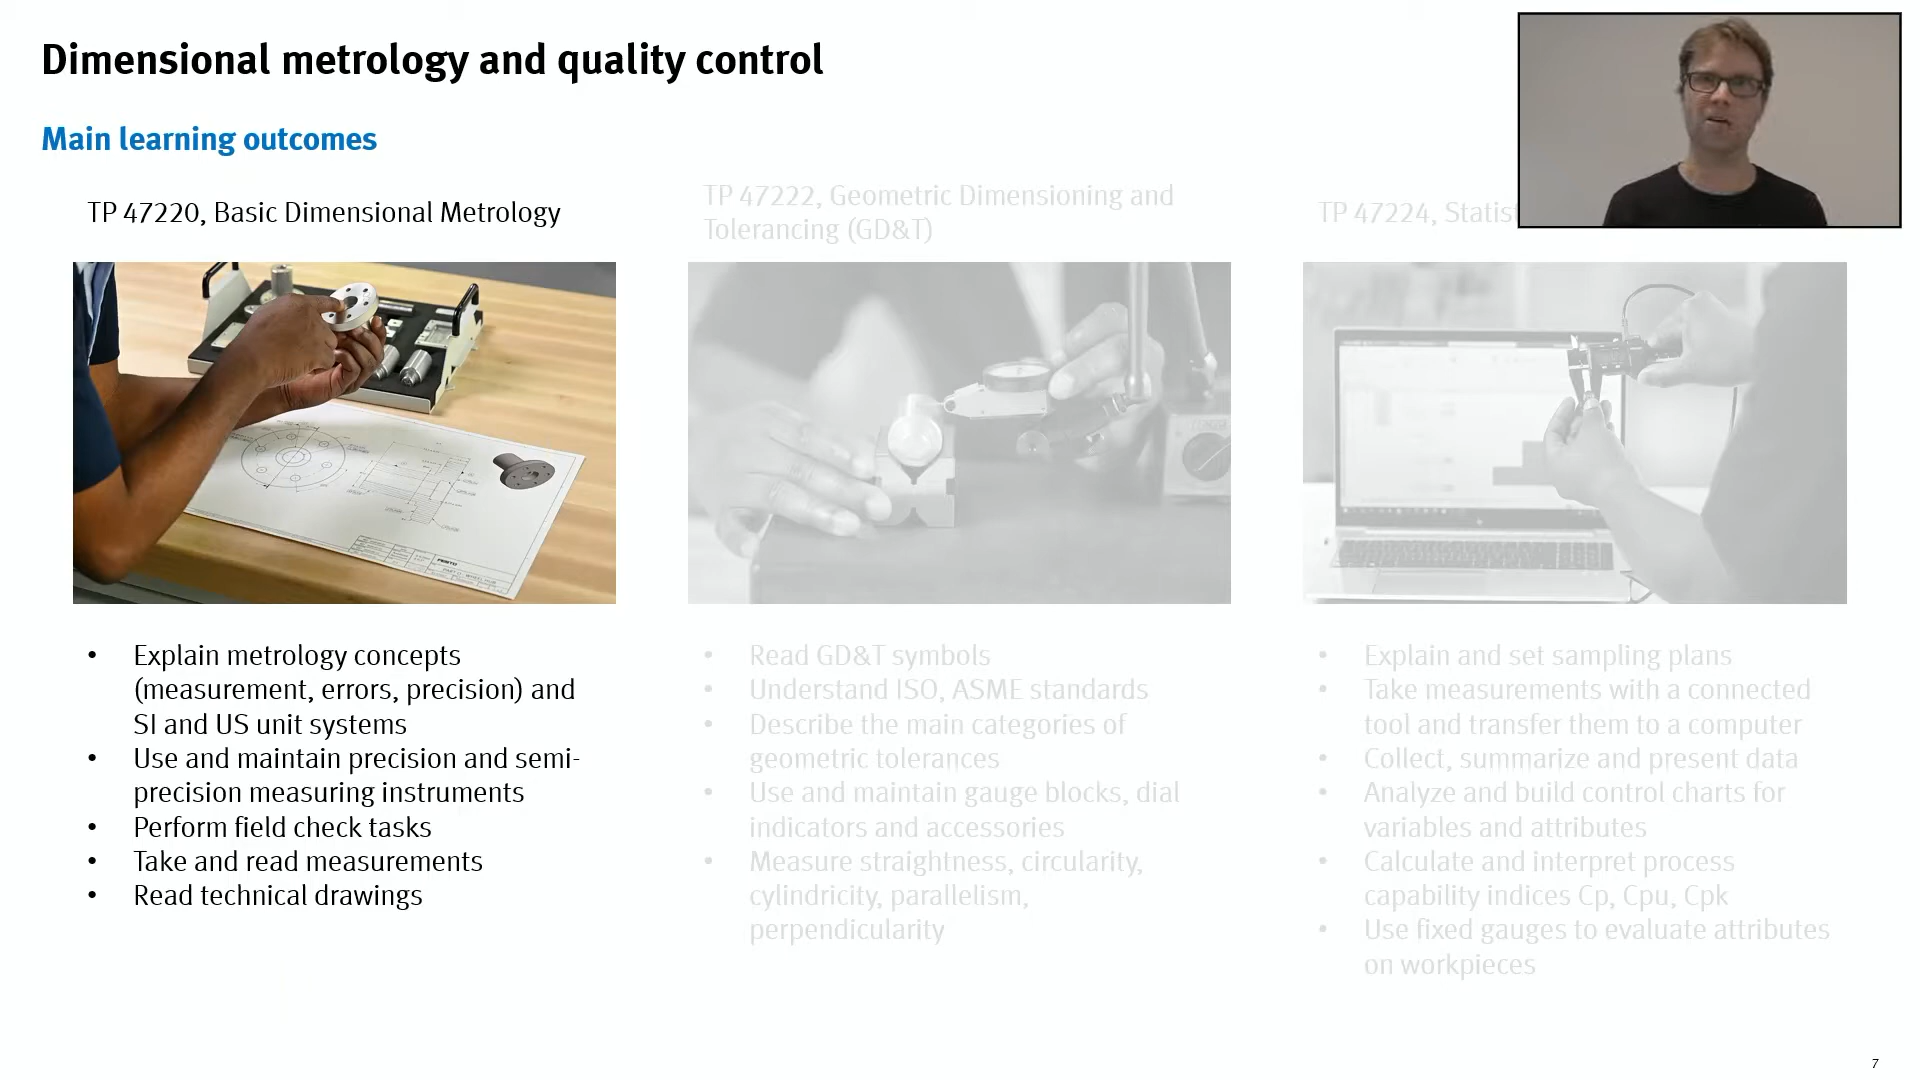 Dimensional metrology and quality control
Main learning outcomes
TP 47220, Basic Dimensional Metrology
TP 47222, Geometric Dimensioning and
Tolerancing (GD&T)
TP 47224, Statist
FESTO
• Explain metrology concepts
(measurement, errors, precision) and
SI and US unit systems
• Use and maintain precision and semi-
precision measuring instruments
• Perform field check tasks
• Take and read measurements
• Read technical drawings
• Read GD&T symbols
• Understand ISO, ASME standards
• Describe the main categories of
geometric tolerances
• Use and maintain gauge blocks, dial
indicators and accessories
• Measure straightness, circularity,
cylindricity, parallelism,
perpendicularity
• Explain and set sampling plans
• Take measurements with a connected
tool and transfer them to a computer
• Collect, summarize and present data
• Analyze and build control charts for
variables and attributes
• Calculate and interpret process
capability indices Cp, Cpu, Cpk
• Use fixed gauges to evaluate attributes
on workpieces
7